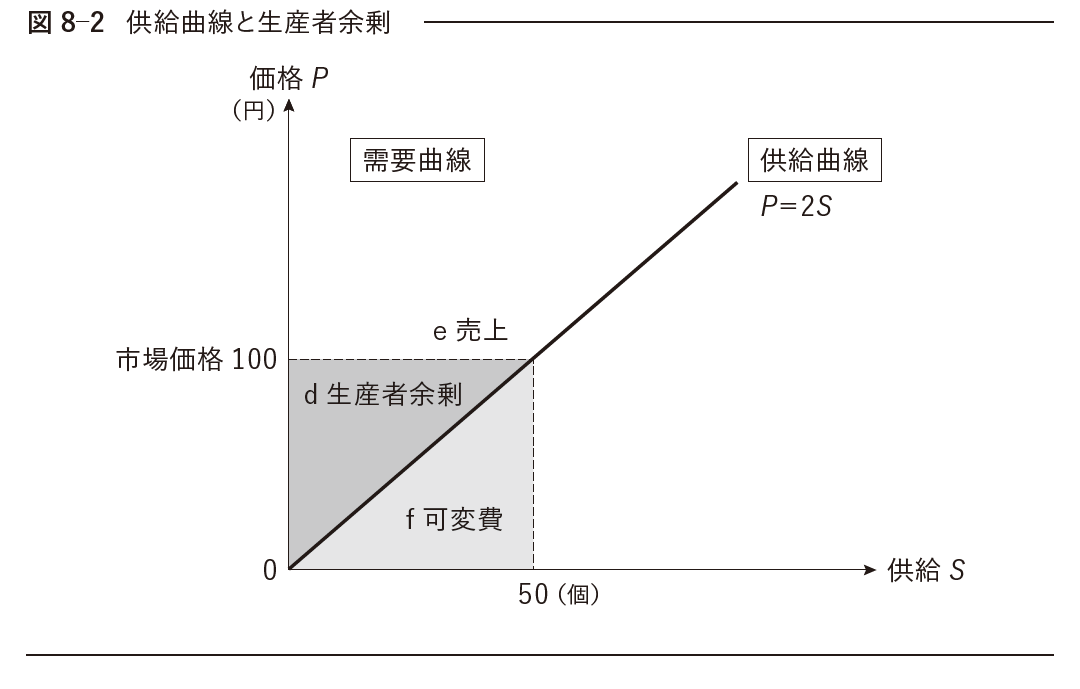 図 8–2 供給曲線と生産者余剰
価格 P
（円）
需要曲線
供給曲線
P=2S
e 売上
市場価格 100
d 生産者余剰
f 可変費
0
供給 S
50（個）